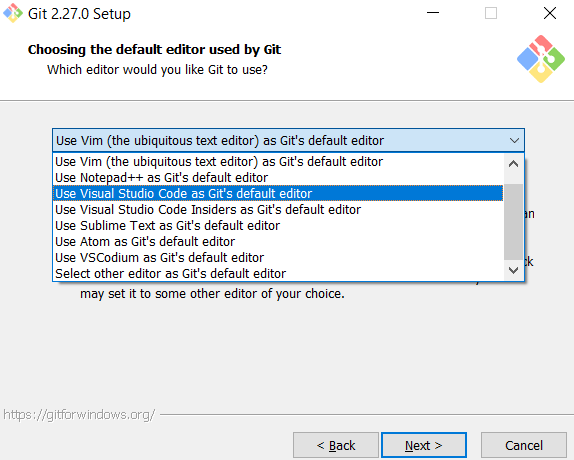 Git 2.27.0 Setup
Choosing the default editor used by Git
Which editor would you like Git to use?
Use Vim (the ubiquitous text editor) as Git's default editor
Use Vim (the ubiquitous text editor) as Git's default editor
Use Notepad++ as Git's default editor
Use Visual Studio Code as Git's default editor
Use Visual Studio Code Insiders as Git's default editor
Use Sublime Text as Git's default editor
Use Atom as Git's default editor
Use VSCodium as Git's default editor
Select other editor as Git's default editor
may set it to some other editor of your choice.
https://gitforwindows.org/
< Back
Next >
Cancel